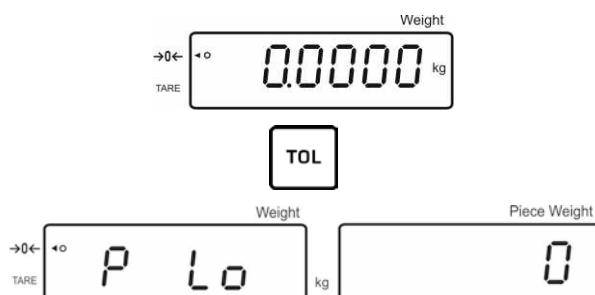 Weight
→0← ◄ o 0.0000 kg
TARE
TOL
Weight Piece Weight
→0← ◄ o P Lo 0
TARE kg